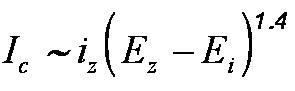 I_c ~ i_z (E_z − E_i)^{1.4}